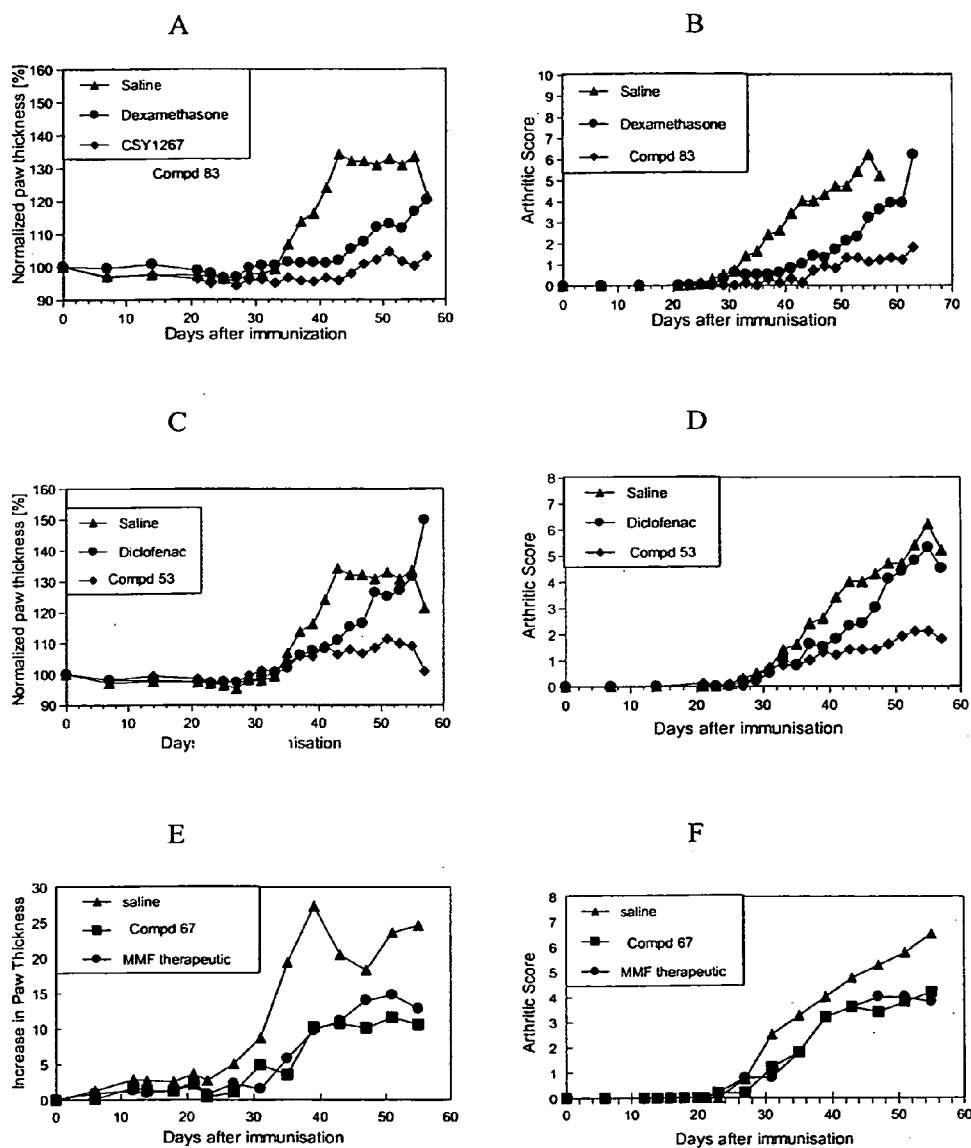 A
Normalized paw thickness [%]
160
150
140
130
120
110
100
90
Saline
Dexamethasone
CSY1267
Compd 83
0 10 20 30 40 50 60
Days after immunization
B
Arthritic Score
10
9
8
7
6
5
4
3
2
1
0
Saline
Dexamethasone
Compd 83
0 10 20 30 40 50 60 70
Days after immunisation
C
Normalized paw thickness [%]
160
150
140
130
120
110
100
90
Saline
Diclofenac
Compd 53
0 10 20 30 40 50 60
Days nisation
D
Arthritic Score
8
7
6
5
4
3
2
1
0
Saline
Diclofenac
Compd 53
0 10 20 30 40 50 60
Days after immunisation
E
Increase in Paw Thickness
30
25
20
15
10
5
0
saline
Compd 67
MMF therapeutic
0 10 20 30 40 50 60
Days after immunisation
F
Arthritic Score
8
7
6
5
4
3
2
1
0
saline
Compd 67
MMF therapeutic
0 10 20 30 40 50 60
Days after immunisation